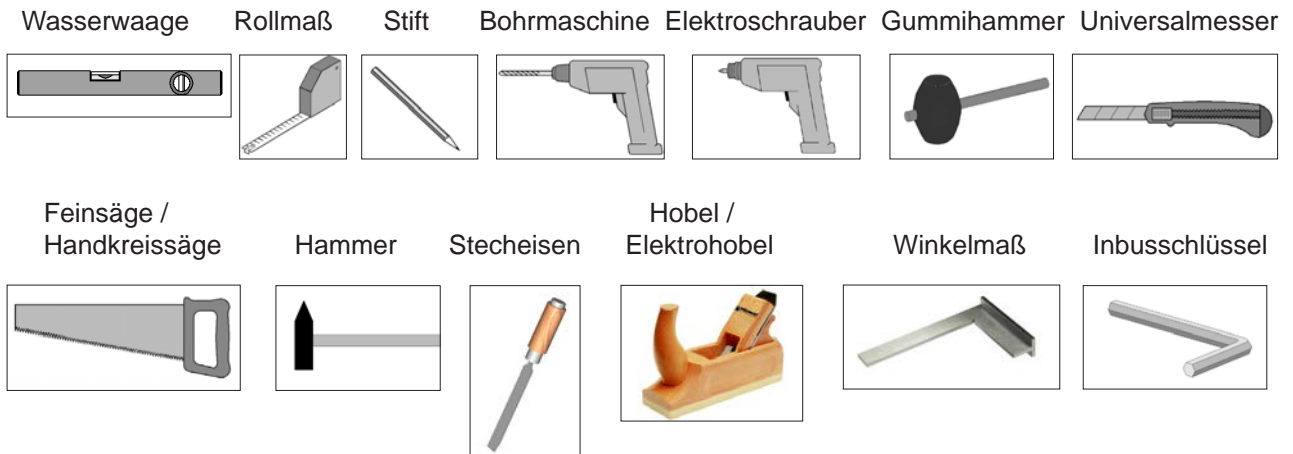 Wasserwaage Rollmaß Stift Bohrmaschine Elektroschrauber Gummihammer Universalmesser
Feinsäge /
Handkreissäge Hammer Stecheisen Hobel /
Elektrohobel Winkelmaß Inbusschlüssel